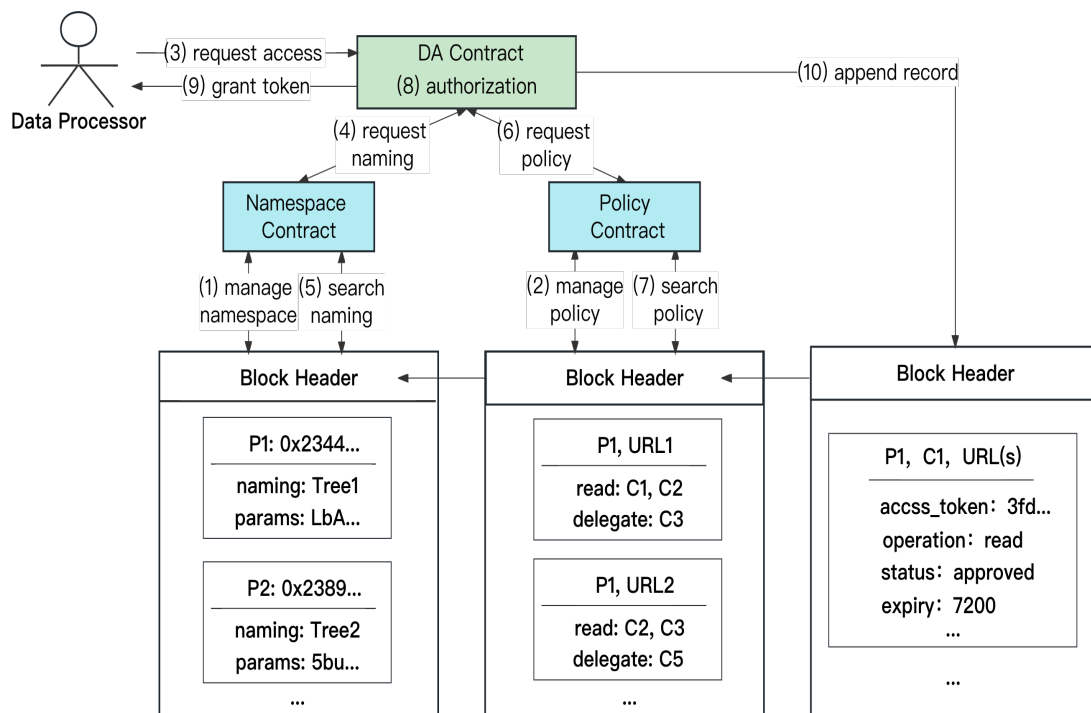 (3) request access
(9) grant token
Data Processor
DA Contract
(8) authorization
(10) append record
(4) request
naming
(6) request
policy
Namespace
Contract
Policy
Contract
(1) manage
namespace
(5) search
naming
(2) manage
policy
(7) search
policy
Block Header
P1: 0x2344...
naming: Tree1
params: LbA...
P2: 0x2389...
naming: Tree2
params: 5bu...
...
Block Header
P1, URL1
read: C1, C2
delegate: C3
P1, URL2
read: C2, C3
delegate: C5
...
Block Header
P1, C1, URL(s)
accss_token: 3fd...
operation: read
status: approved
expiry: 7200
...
...